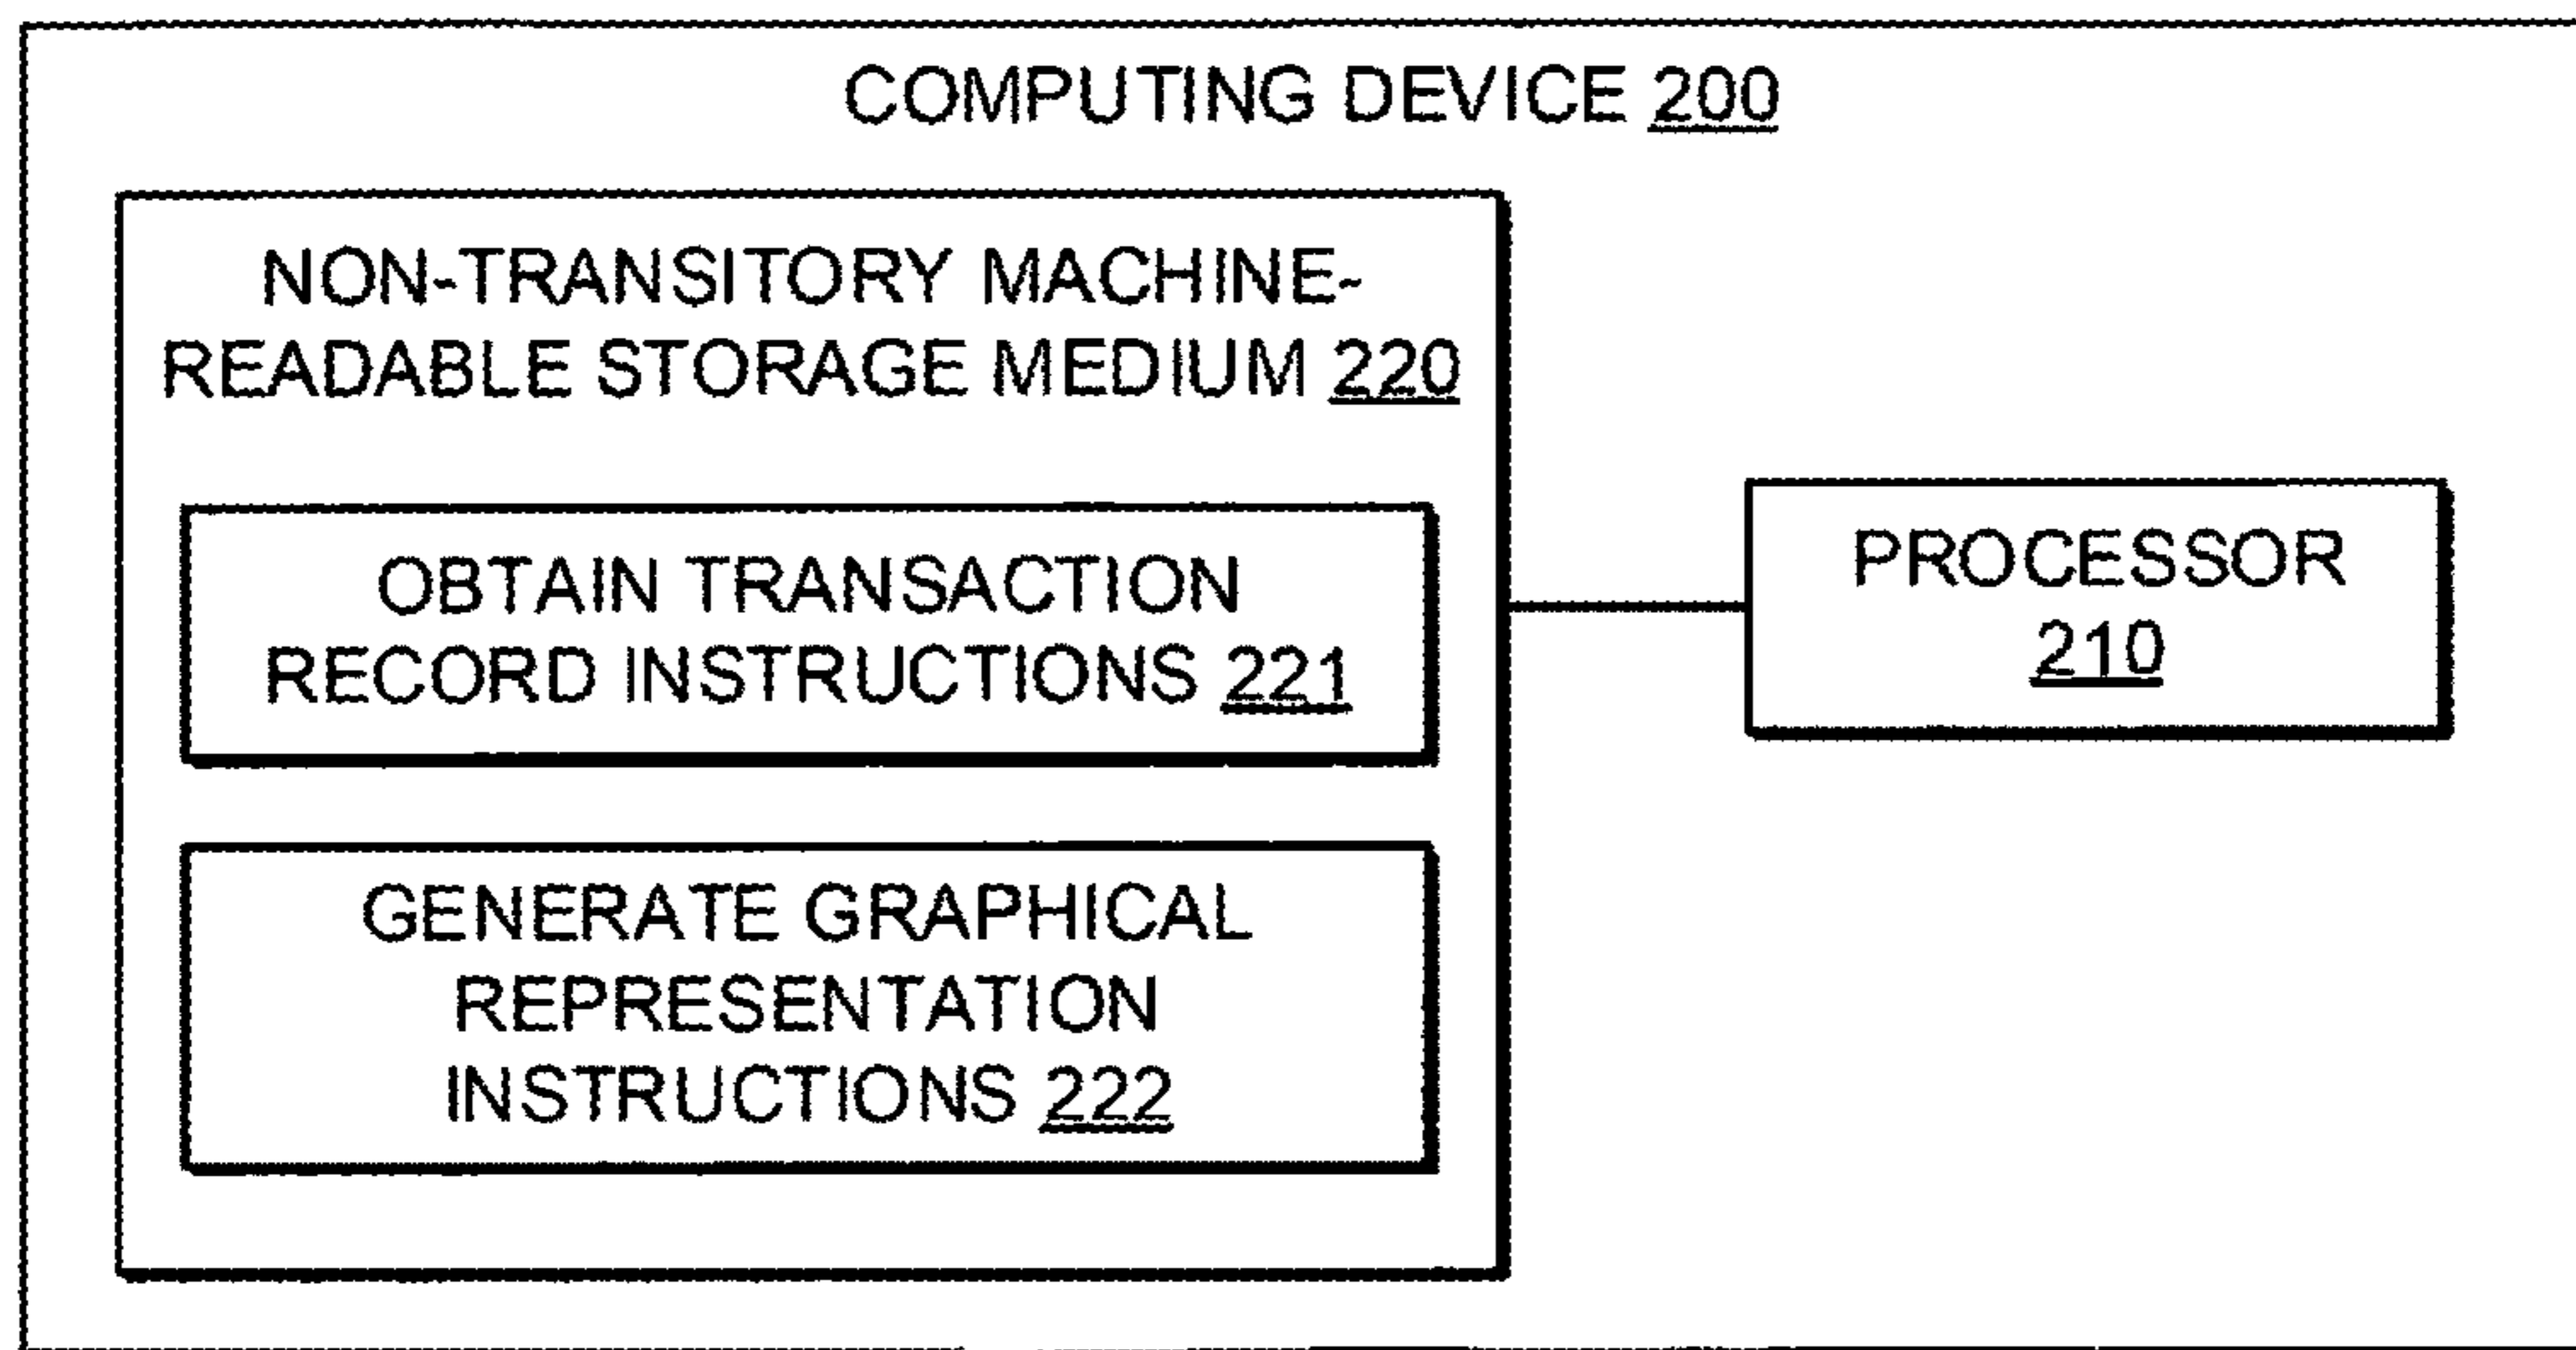 COMPUTING DEVICE 200
NON-TRANSITORY MACHINE-
READABLE STORAGE MEDIUM 220
OBTAIN TRANSACTION
RECORD INSTRUCTIONS 221
GENERATE GRAPHICAL
REPRESENTATION
INSTRUCTIONS 222
PROCESSOR
210